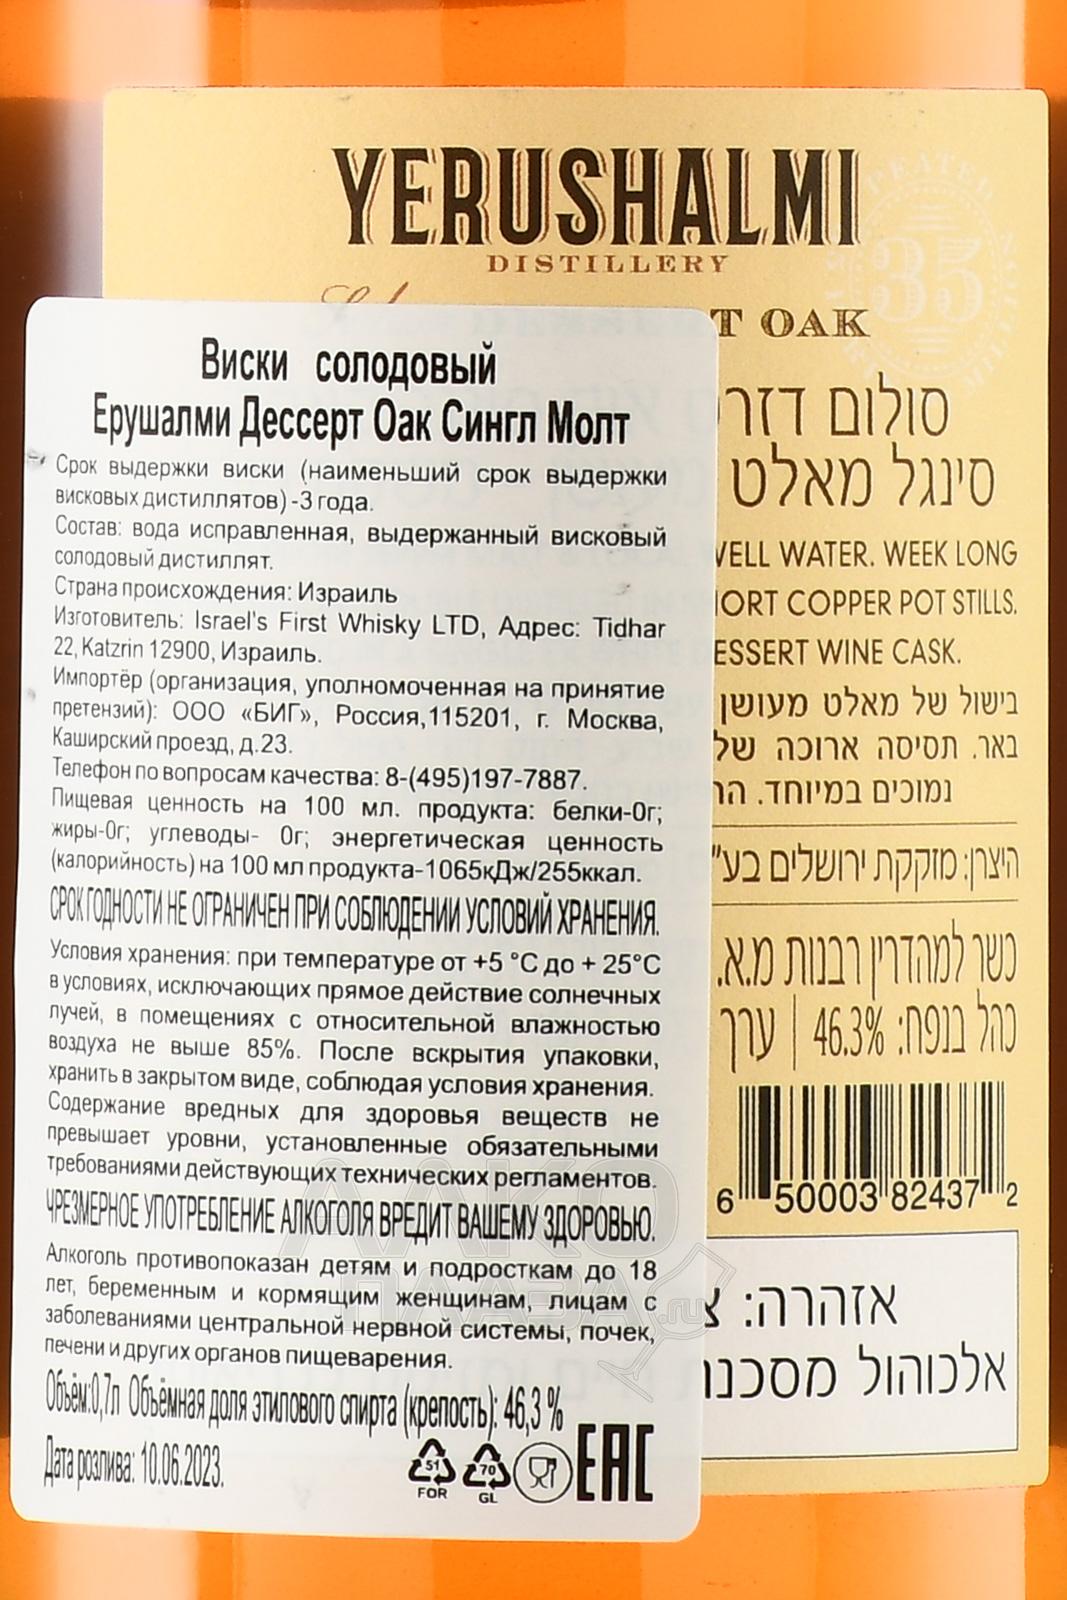 YERUSHALMI
DISTILLERY
T OAK
PEATED
35
סולום דזר
סינגל מאלט
WELL WATER. WEEK LONG
HORT COPPER POT STILLS.
ESSERT WINE CASK.
בישול של מאלט מעושן
באר. תסיסה ארוכה של
נמוכים במיוחד. הר
היצרן: מזקקת ירושלים בע"
כשר למהדרין רבנות מ.א.
כהל בנפח: 46.3% | ערך
6 50003 82437 2
אזהרה: צ
אלכוהול מסכנת
Виски солодовый
Ерушалми Дессерт Оак Сингл Молт
Срок выдержки виски (наименьший срок выдержки
висковых дистиллятов) -3 года.
Состав: вода исправленная, выдержанный висковый
солодовый дистиллят.
Страна происхождения: Израиль
Изготовитель: Israel's First Whisky LTD, Адрес: Tidhar
22, Katzrin 12900, Израиль.
Импортёр (организация, уполномоченная на принятие
претензий): ООО «БИГ», Россия,115201, г. Москва,
Каширский проезд, д.23.
Телефон по вопросам качества: 8-(495)197-7887.
Пищевая ценность на 100 мл. продукта: белки-0г;
жиры-0г; углеводы- 0г; энергетическая ценность
(калорийность) на 100 мл продукта-1065кДж/255ккал.
СРОК ГОДНОСТИ НЕ ОГРАНИЧЕН ПРИ СОБЛЮДЕНИИ УСЛОВИЙ ХРАНЕНИЯ.
Условия хранения: при температуре от +5 °С до + 25°С
в условиях, исключающих прямое действие солнечных
лучей, в помещениях с относительной влажностью
воздуха не выше 85%. После вскрытия упаковки,
хранить в закрытом виде, соблюдая условия хранения.
Содержание вредных для здоровья веществ не
превышает уровни, установленные обязательными
требованиями действующих технических регламентов.
ЧРЕЗМЕРНОЕ УПОТРЕБЛЕНИЕ АЛКОГОЛЯ ВРЕДИТ ВАШЕМУ ЗДОРОВЬЮ.
Алкоголь противопоказан детям и подросткам до 18
лет, беременным и кормящим женщинам, лицам с
заболеваниями центральной нервной системы, почек,
печени и других органов пищеварения.
Объём:0,7л Объёмная доля этилового спирта (крепость): 46,3 %
Дата розлива: 10.06.2023.
51
FOR
70
GL
EAC
АЛКО
ПЛАЗА.ru